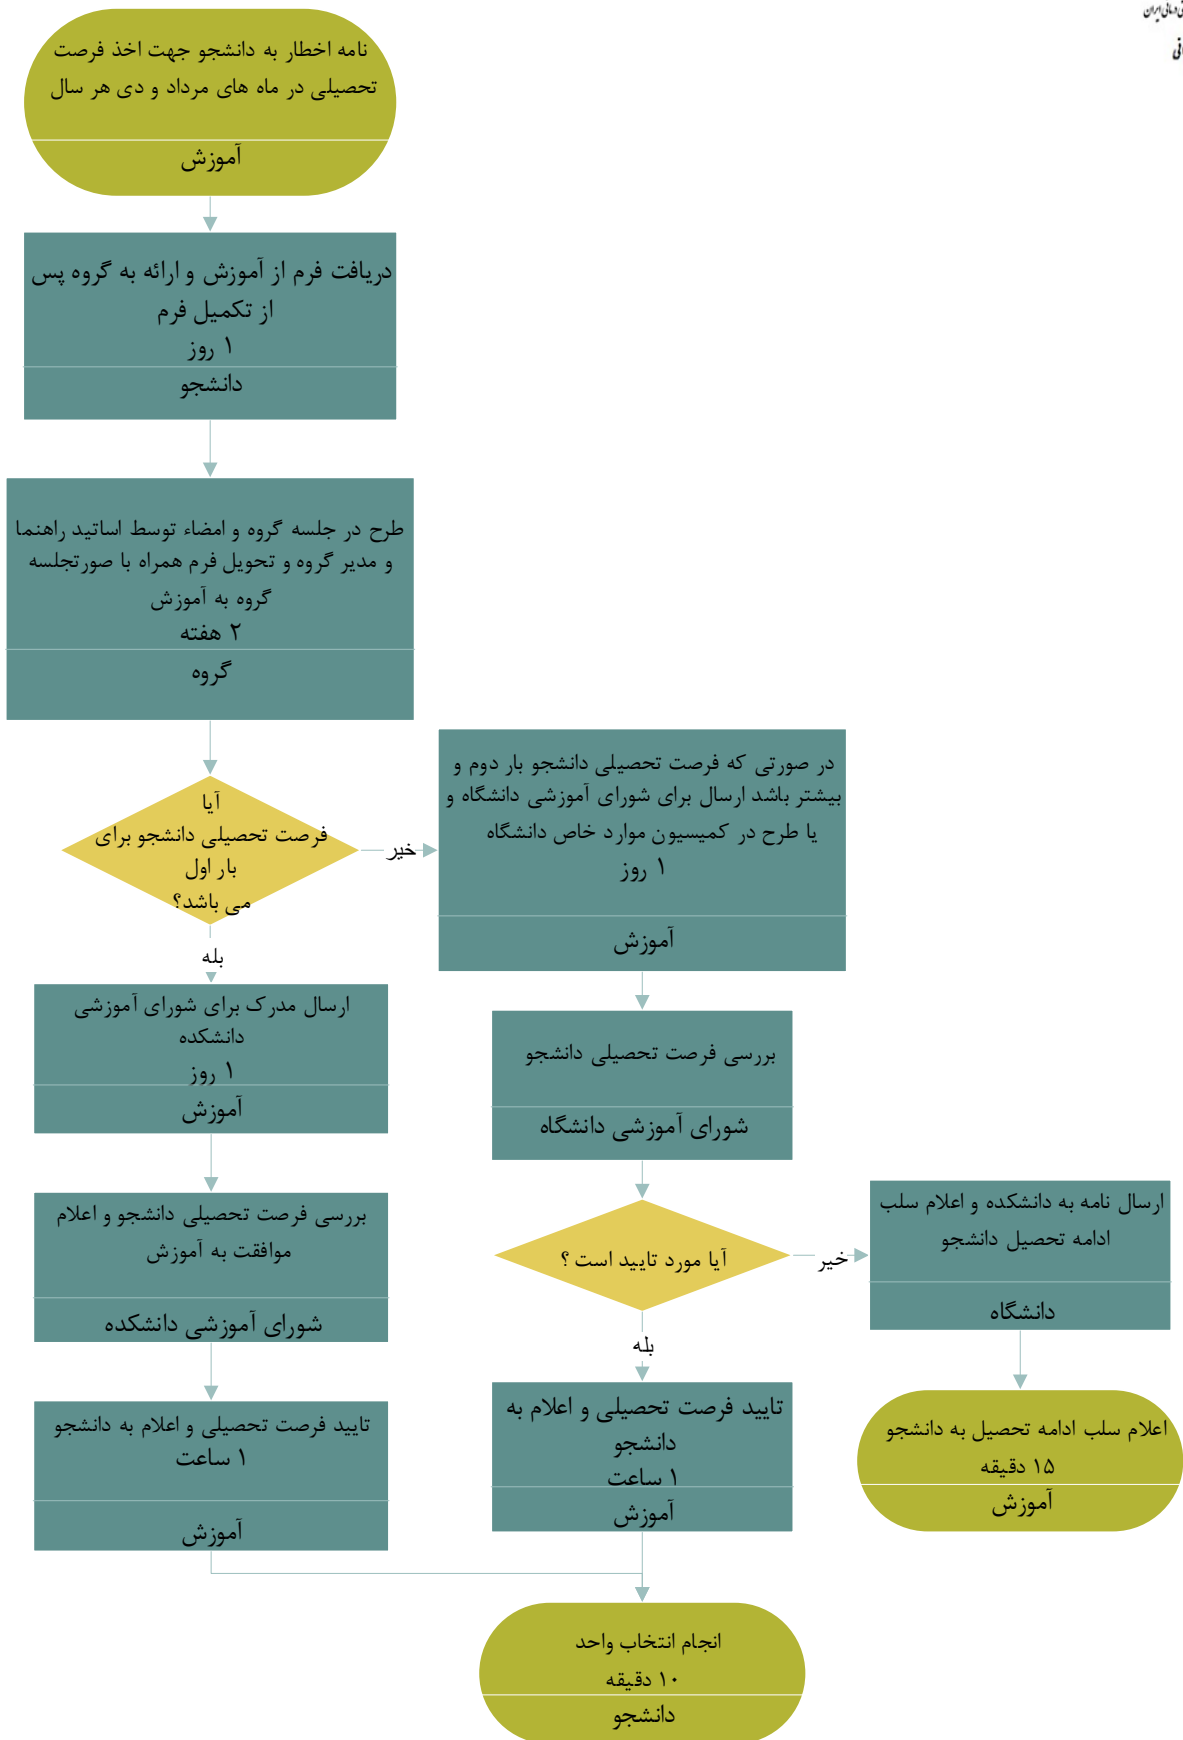 نامه اخطار به دانشجو جهت اخذ فرصت
تحصیلی در ماه های مرداد و دی هر سال
آموزش
دریافت فرم از آموزش و ارائه به گروه پس
از تکمیل فرم
۱ روز
دانشجو
طرح در جلسه گروه و امضاء توسط اساتید راهنما
و مدیر گروه و تحویل فرم همراه با صورتجلسه
گروه به آموزش
۲ هفته
گروه
آیا
فرصت تحصیلی دانشجو برای
بار اول
می باشد؟
خیر
در صورتی که فرصت تحصیلی دانشجو بار دوم و
بیشتر باشد ارسال برای شورای آموزشی دانشگاه و
یا طرح در کمیسیون موارد خاص دانشگاه
۱ روز
آموزش
بله
ارسال مدرک برای شورای آموزشی
دانشکده
۱ روز
آموزش
بررسی فرصت تحصیلی دانشجو
شورای آموزشی دانشگاه
بررسی فرصت تحصیلی دانشجو و اعلام
موافقت به آموزش
شورای آموزشی دانشکده
آیا مورد تایید است ؟
خیر
ارسال نامه به دانشکده و اعلام سلب
ادامه تحصیل دانشجو
دانشگاه
بله
تایید فرصت تحصیلی و اعلام به دانشجو
۱ ساعت
آموزش
تایید فرصت تحصیلی و اعلام به
دانشجو
۱ ساعت
آموزش
اعلام سلب ادامه تحصیل به دانشجو
۱۵ دقیقه
آموزش
انجام انتخاب واحد
۱۰ دقیقه
دانشجو